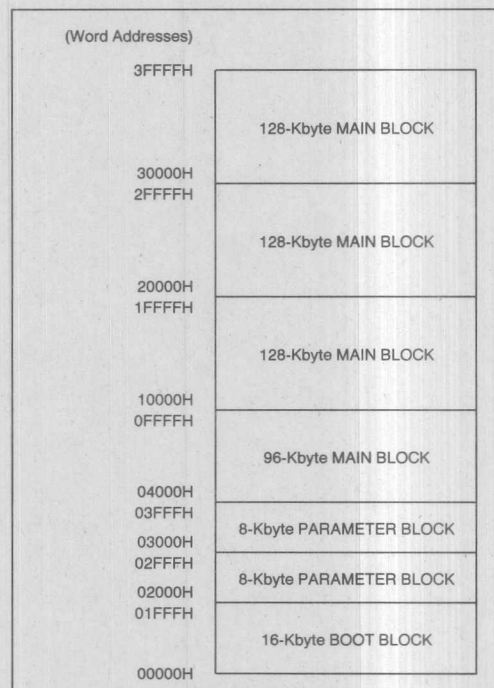 (Word Addresses)
3FFFFH
128-Kbyte MAIN BLOCK
30000H
2FFFFH
128-Kbyte MAIN BLOCK
20000H
1FFFFH
128-Kbyte MAIN BLOCK
10000H
0FFFFH
96-Kbyte MAIN BLOCK
04000H
03FFFH
8-Kbyte PARAMETER BLOCK
03000H
02FFFH
8-Kbyte PARAMETER BLOCK
02000H
01FFFH
16-Kbyte BOOT BLOCK
00000H